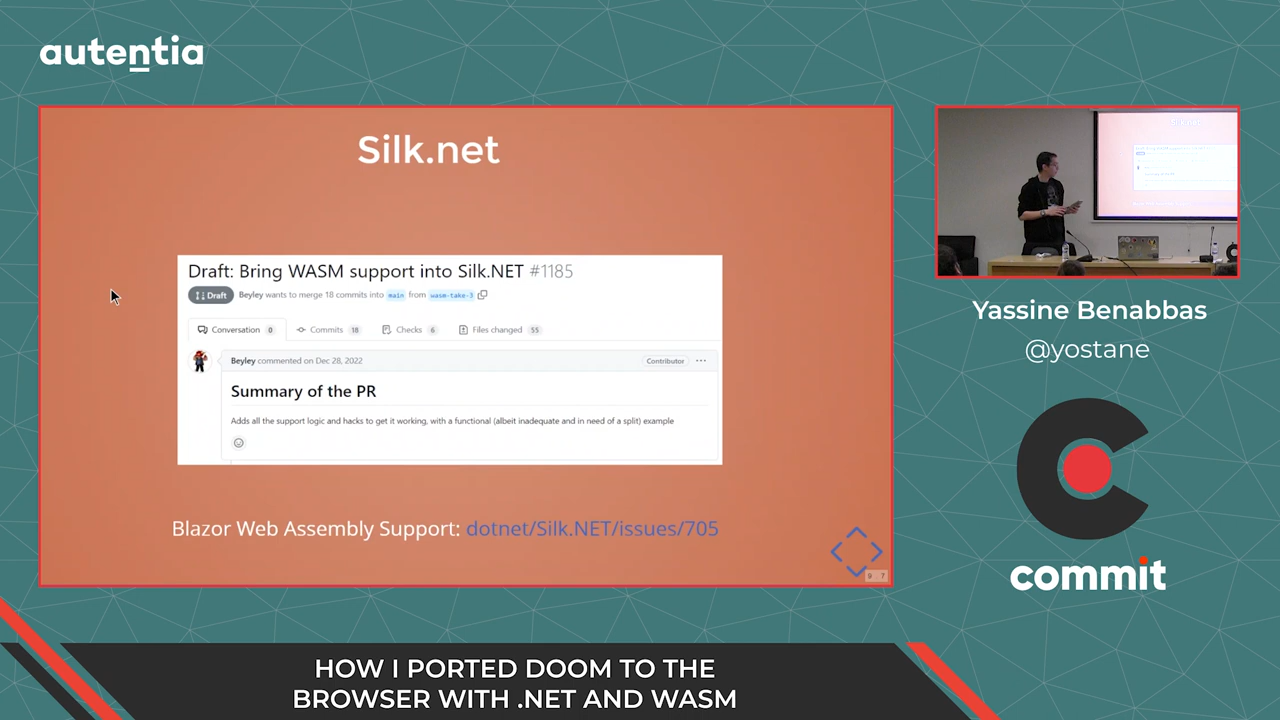 autentia
Silk.net
Draft: Bring WASM support into Silk.NET #1185
Draft
Beyley wants to merge 18 commits into main from wasm-take-3
Conversation 0
Commits 18
Checks 6
Files changed 55
Beyley commented on Dec 28, 2022
Contributor
Summary of the PR
Adds all the support logic and hacks to get it working, with a functional (albeit inadequate and in need of a split) example
Blazor Web Assembly Support: dotnet/Silk.NET/issues/705
9 7
Silk.net
Yassine Benabbas
@yostane
commit
HOW I PORTED DOOM TO THE
BROWSER WITH .NET AND WASM